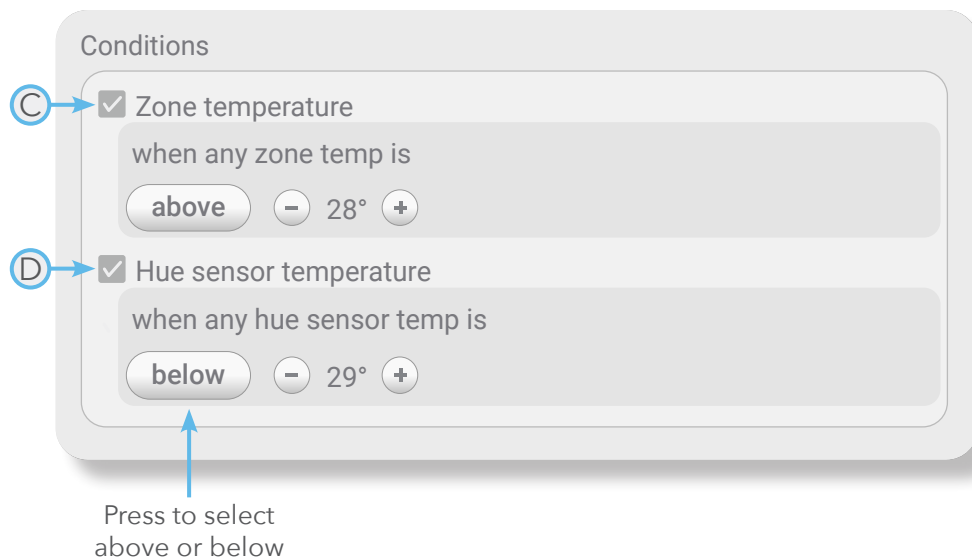 Conditions
C
Zone temperature
when any zone temp is
above - 28° +
D
Hue sensor temperature
when any hue sensor temp is
below - 29° +
Press to select
above or below